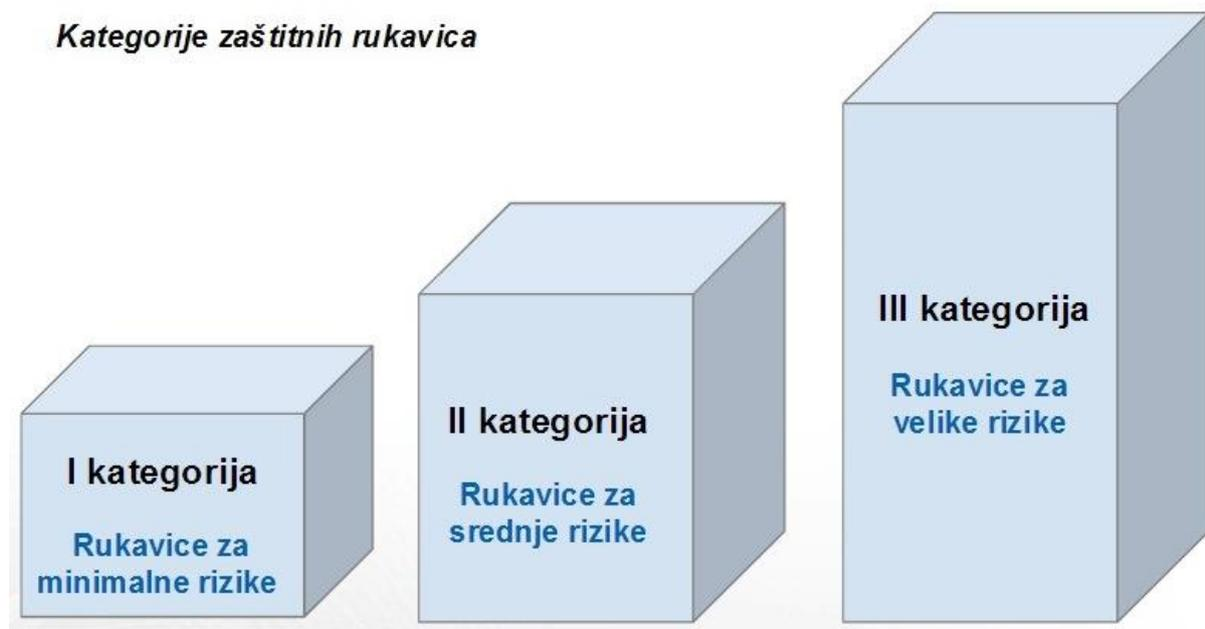 Kategorije zaštitnih rukavica
I kategorija
Rukavice za
minimalne rizike
II kategorija
Rukavice za
srednje rizike
III kategorija
Rukavice za
velike rizike